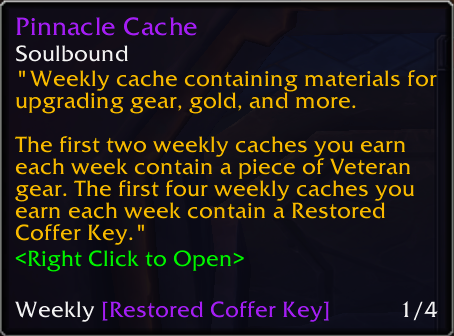 Pinnacle Cache
Soulbound
"Weekly cache containing materials for
upgrading gear, gold, and more.
The first two weekly caches you earn
each week contain a piece of Veteran
gear. The first four weekly caches you
earn each week contain a Restored
Coffer Key."
<Right Click to Open>
Weekly [Restored Coffer Key] 1/4